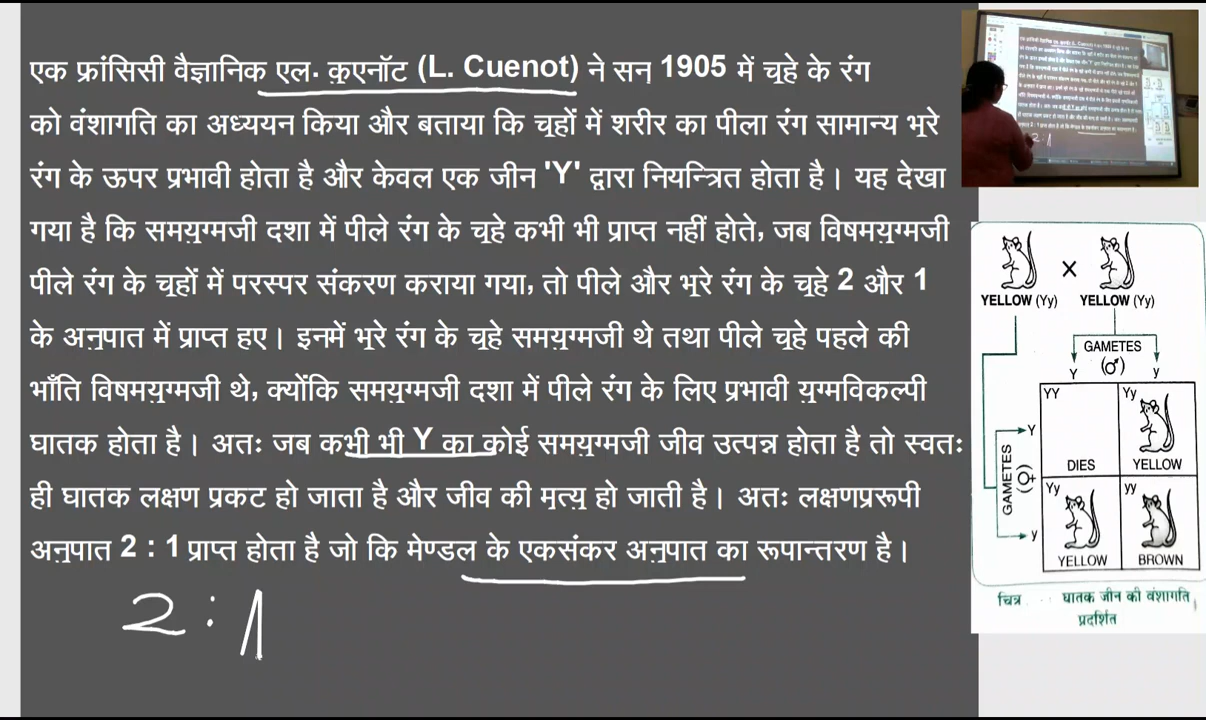 एक फ्रांसिसी वैज्ञानिक एल. क़ुएनॉट (L. Cuenot) ने सन् 1905 में चूहे के रंग
को वंशागति का अध्ययन किया और बताया कि चूहों में शरीर का पीला रंग सामान्य भूरे
रंग के ऊपर प्रभावी होता है और केवल एक जीन 'Y' द्वारा नियन्त्रित होता है। यह देखा
गया है कि समयुग्मजी दशा में पीले रंग के चूहे कभी भी प्राप्त नहीं होते, जब विषमयुग्मजी
पीले रंग के चूहों में परस्पर संकरण कराया गया, तो पीले और भूरे रंग के चूहे 2 और 1
के अनुपात में प्राप्त हुए। इनमें भूरे रंग के चूहे समयुग्मजी थे तथा पीले चूहे पहले की
भाँति विषमयुग्मजी थे, क्योंकि समयुग्मजी दशा में पीले रंग के लिए प्रभावी युग्मविकल्पी
घातक होता है। अतः जब कभी भी Y का कोई समयुग्मजी जीव उत्पन्न होता है तो स्वतः
ही घातक लक्षण प्रकट हो जाता है और जीव की मृत्यु हो जाती है। अतः लक्षणप्ररूपी
अनुपात 2 : 1 प्राप्त होता है जो कि मेण्डल के एकसंकर अनुपात का रूपान्तरण है।
2 : 1
×
YELLOW (Yy) YELLOW (Yy)
GAMETES
(♂)
Y y
YY Yy
Y
DIES YELLOW
GAMETES (♀)
Yy yy
y
YELLOW BROWN
चित्र घातक जीन की वंशागति
प्रदर्शित